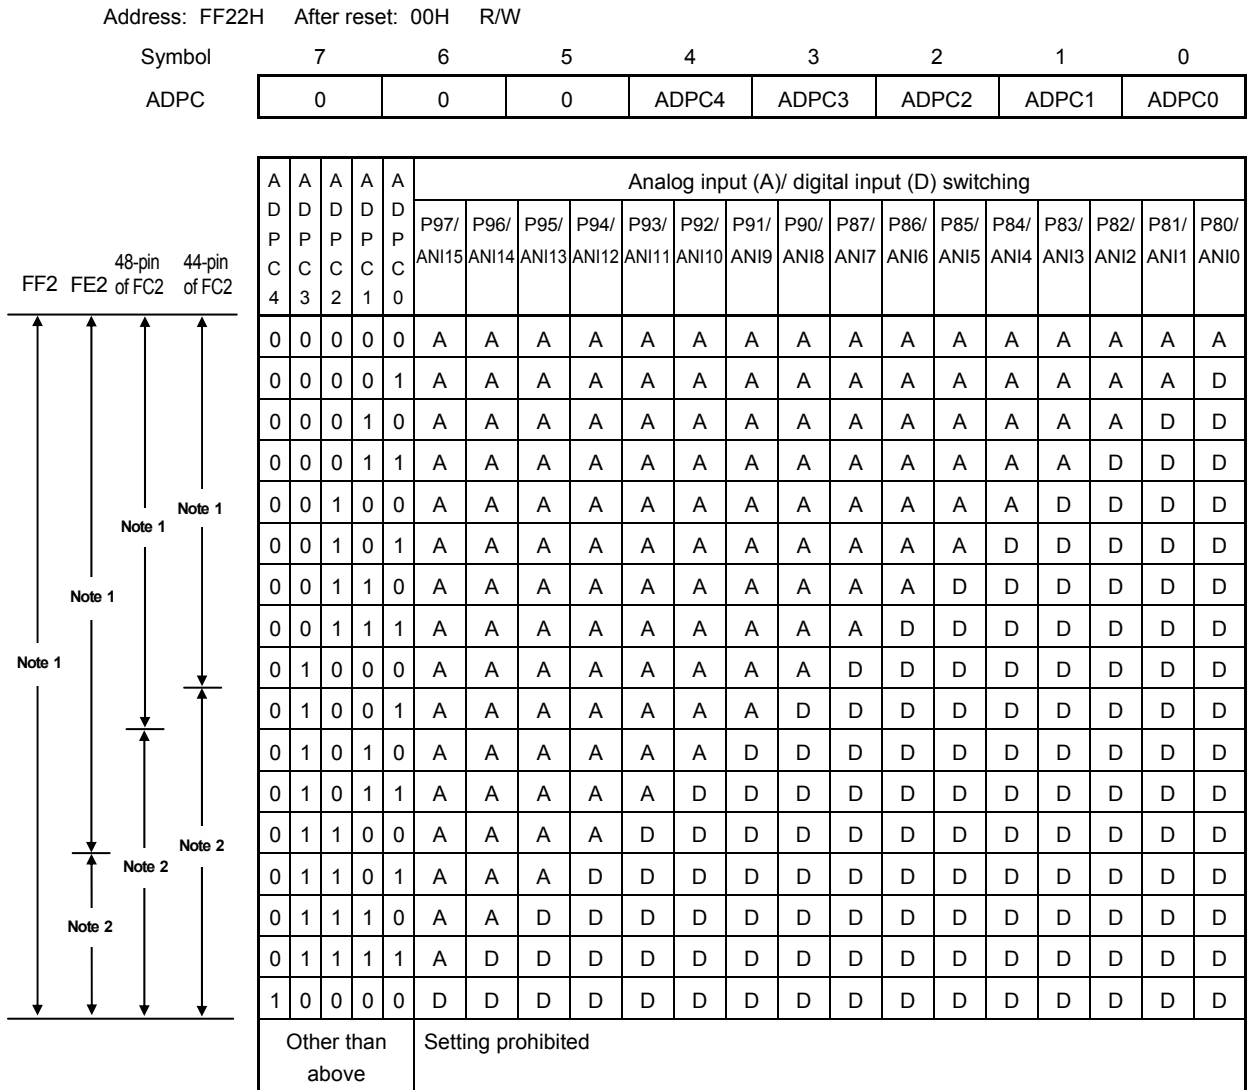 Address: FF22H After reset: 00H R/W
Symbol 7 6 5 4 3 2 1 0
ADPC 0 0 0 ADPC4 ADPC3 ADPC2 ADPC1 ADPC0
FF2 FE2 48-pin of FC2 44-pin of FC2
ADPC4 ADPC3 ADPC2 ADPC1 ADPC0 Analog input (A)/ digital input (D) switching
P97/ANI15 P96/ANI14 P95/ANI13 P94/ANI12 P93/ANI11 P92/ANI10 P91/ANI9 P90/ANI8 P87/ANI7 P86/ANI6 P85/ANI5 P84/ANI4 P83/ANI3 P82/ANI2 P81/ANI1 P80/ANI0
0 0 0 0 0 A A A A A A A A A A A A A A A A
0 0 0 0 1 A A A A A A A A A A A A A A A D
0 0 0 1 0 A A A A A A A A A A A A A A D D
0 0 0 1 1 A A A A A A A A A A A A A D D D
Note 1 Note 1 0 0 1 0 0 A A A A A A A A A A A A D D D D
0 0 1 0 1 A A A A A A A A A A A D D D D D
Note 1 0 0 1 1 0 A A A A A A A A A A D D D D D D
0 0 1 1 1 A A A A A A A A A D D D D D D D
Note 1 0 1 0 0 0 A A A A A A A A D D D D D D D D
0 1 0 0 1 A A A A A A A D D D D D D D D D
0 1 0 1 0 A A A A A A D D D D D D D D D D
0 1 0 1 1 A A A A A D D D D D D D D D D D
Note 2 0 1 1 0 0 A A A A D D D D D D D D D D D D
Note 2 0 1 1 0 1 A A A D D D D D D D D D D D D D
Note 2 0 1 1 1 0 A A D D D D D D D D D D D D D D
0 1 1 1 1 A D D D D D D D D D D D D D D D
1 0 0 0 0 D D D D D D D D D D D D D D D D
Other than above Setting prohibited